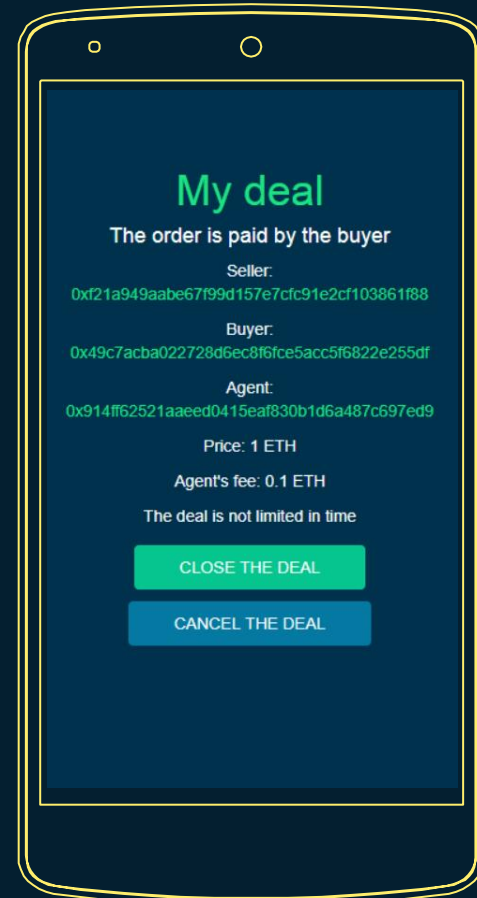 My deal
The order is paid by the buyer
Seller:
0xf21a949aabe67f99d157e7cfc91e2cf103861f88
Buyer:
0x49c7acba022728d6ec8f6fce5acc5f6822e255df
Agent:
0x914ff62521aaeed0415eaf830b1d6a487c697ed9
Price: 1 ETH
Agent's fee: 0.1 ETH
The deal is not limited in time
CLOSE THE DEAL
CANCEL THE DEAL